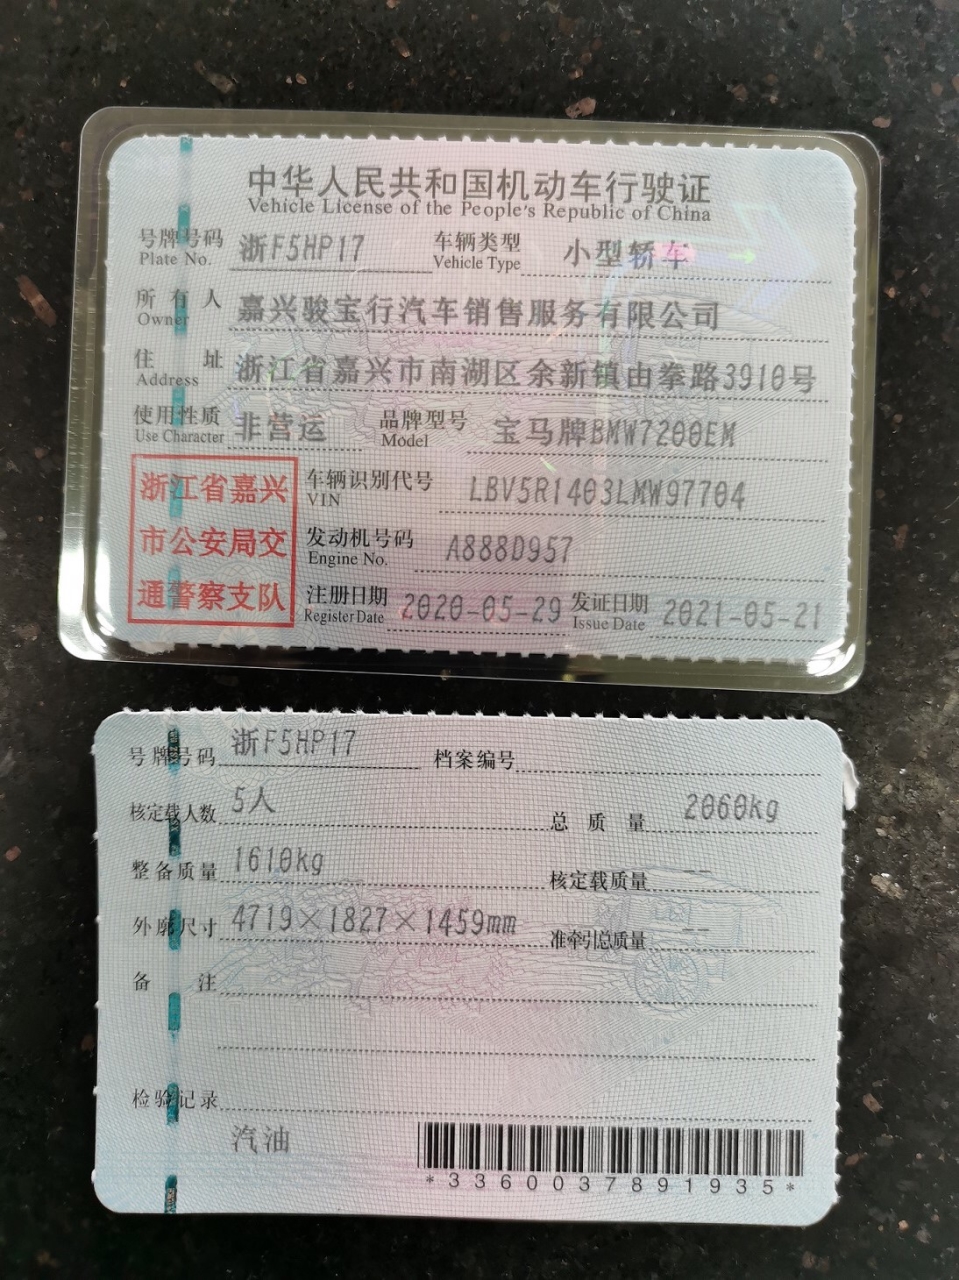 中华人民共和国机动车行驶证
Vehicle License of the People's Republic of China
号牌号码 浙F5HP17 车辆类型 小型轿车
Plate No. Vehicle Type
所有人 嘉兴骏宝行汽车销售服务有限公司
Owner
住址 浙江省嘉兴市南湖区余新镇由拳路3910号
Address
使用性质 非营运 品牌型号 宝马牌BMW7200EM
Use Character Model
浙江省嘉兴
市公安局交
通警察支队
车辆识别代号 LBV5R1403LMW97704
VIN
发动机号码 A888D957
Engine No.
注册日期 2020-05-29 发证日期 2021-05-21
Register Date Issue Date
号牌号码 浙F5HP17 档案编号
核定载人数 5人 总质量 2060kg
整备质量 1610kg 核定载质量 --
外廓尺寸 4719×1827×1459mm 准牵引总质量 --
备注
检验记录
汽油
*3360037891935*